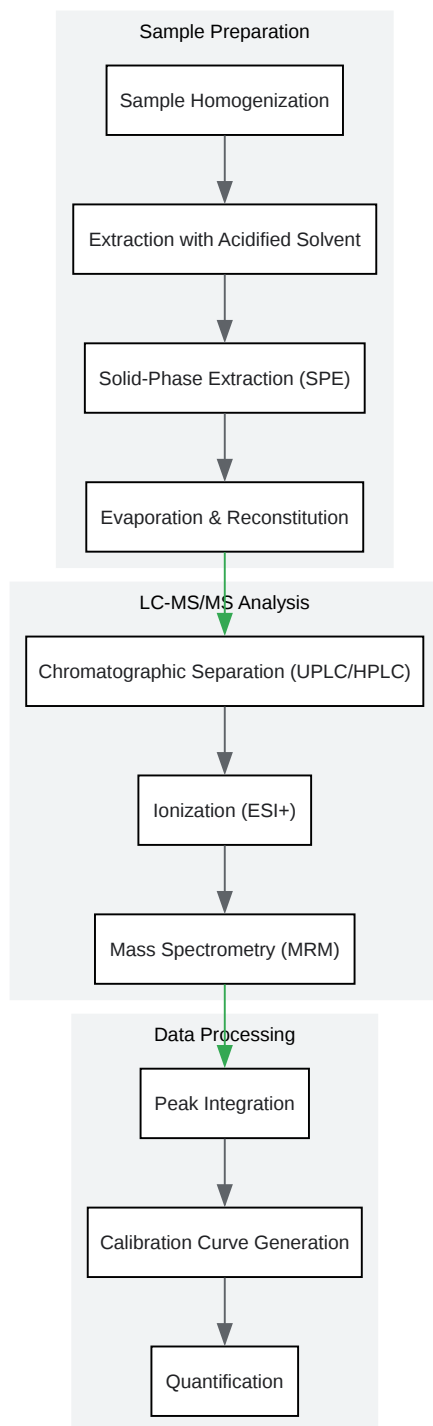 Sample Preparation
Sample Homogenization
Extraction with Acidified Solvent
Solid-Phase Extraction (SPE)
Evaporation & Reconstitution
LC-MS/MS Analysis
Chromatographic Separation (UPLC/HPLC)
Ionization (ESI+)
Mass Spectrometry (MRM)
Data Processing
Peak Integration
Calibration Curve Generation
Quantification